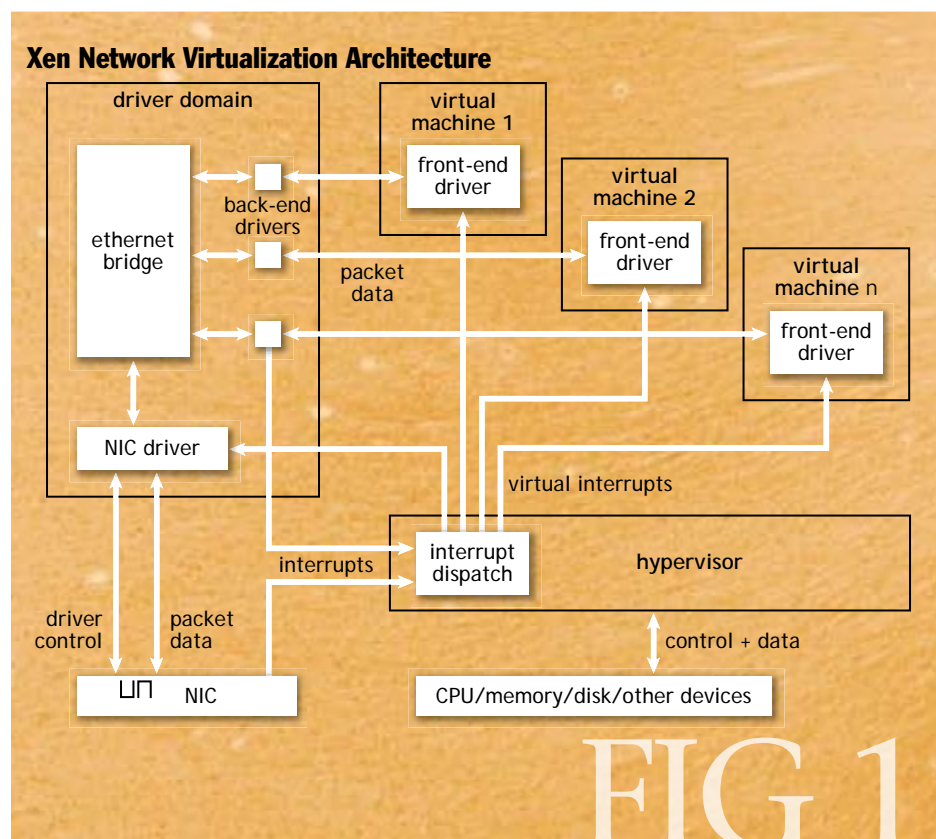 Xen Network Virtualization Architecture
driver domain
virtual
machine 1
front-end
driver
virtual
machine 2
front-end
driver
virtual
machine n
front-end
driver
ethernet
bridge
back-end
drivers
packet
data
NIC driver
virtual interrupts
interrupts
interrupt
dispatch
hypervisor
driver
control
packet
data
control + data
NIC
CPU/memory/disk/other devices
FIG 1